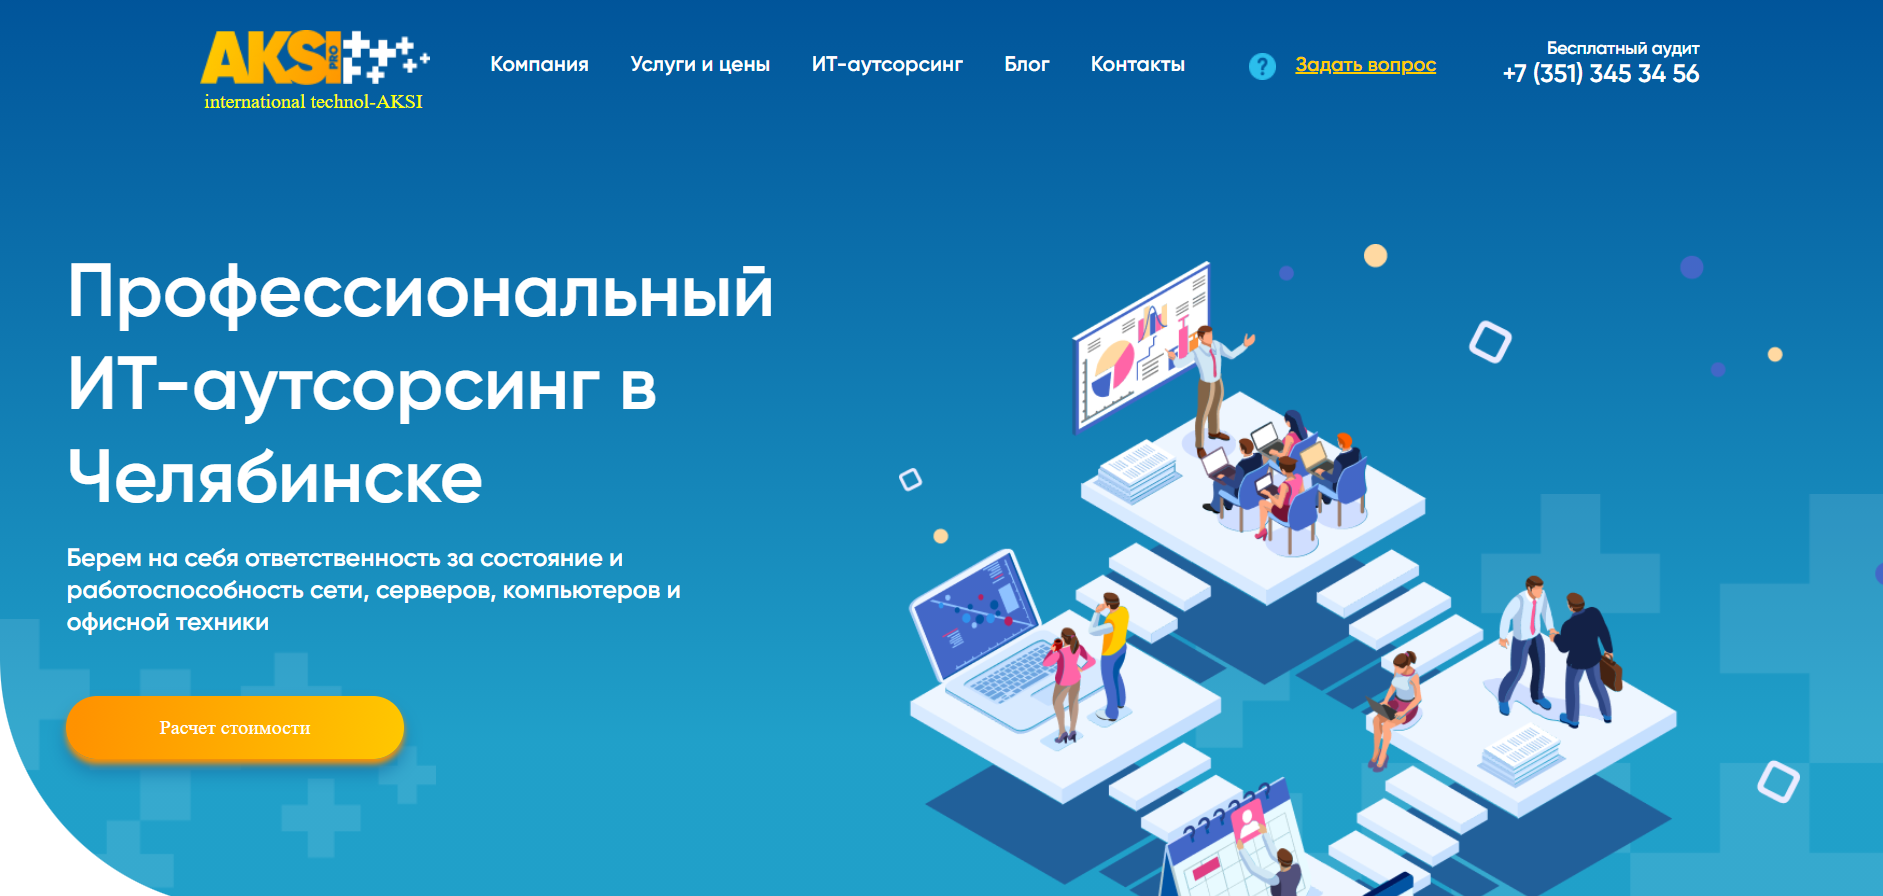 AKSI PRO
international technol-AKSI
Компания Услуги и цены ИТ-аутсорсинг Блог Контакты ? Задать вопрос
Бесплатный аудит
+7 (351) 345 34 56
Профессиональный
ИТ-аутсорсинг в
Челябинске
Берем на себя ответственность за состояние и
работоспособность сети, серверов, компьютеров и
офисной техники
Расчет стоимости